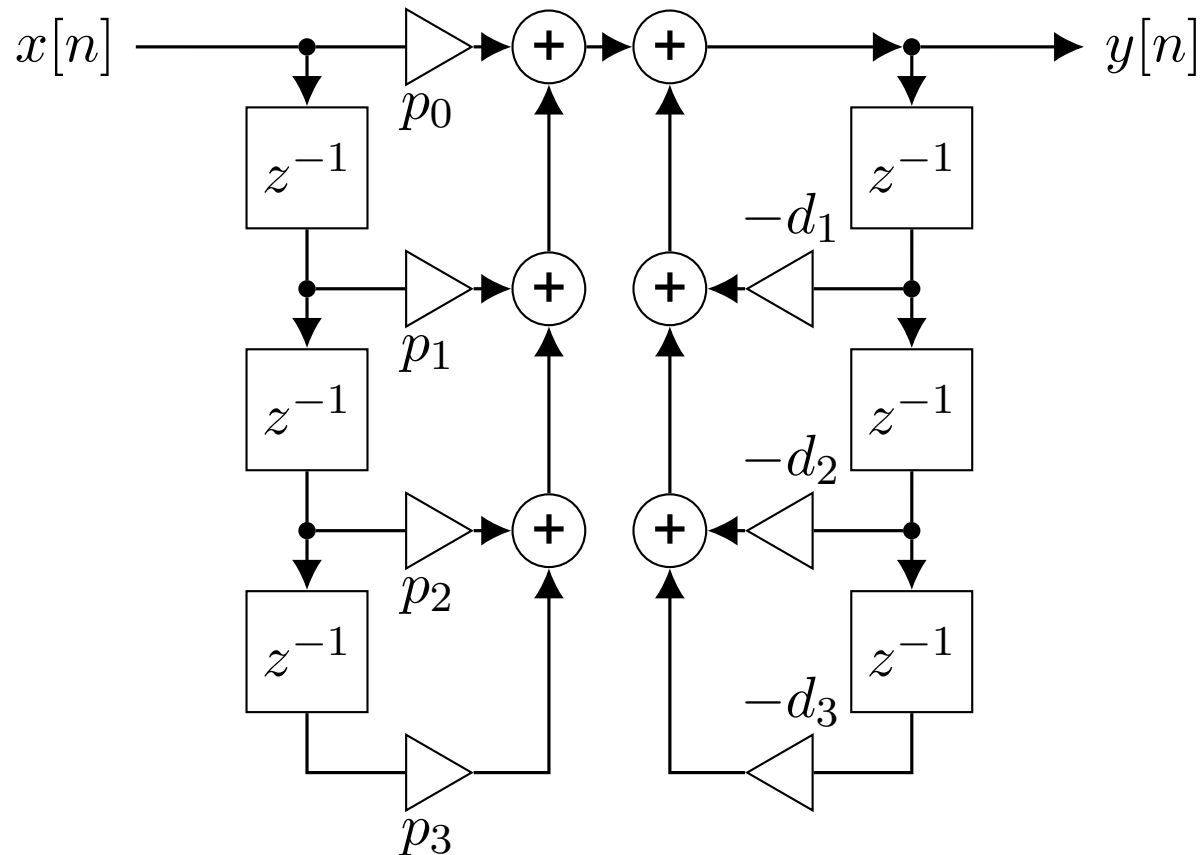 x[n] p₀ + + y[n]
z⁻¹ z⁻¹
−d₁
p₁ + +
z⁻¹ z⁻¹
−d₂
p₂ + +
z⁻¹ z⁻¹
−d₃
p₃